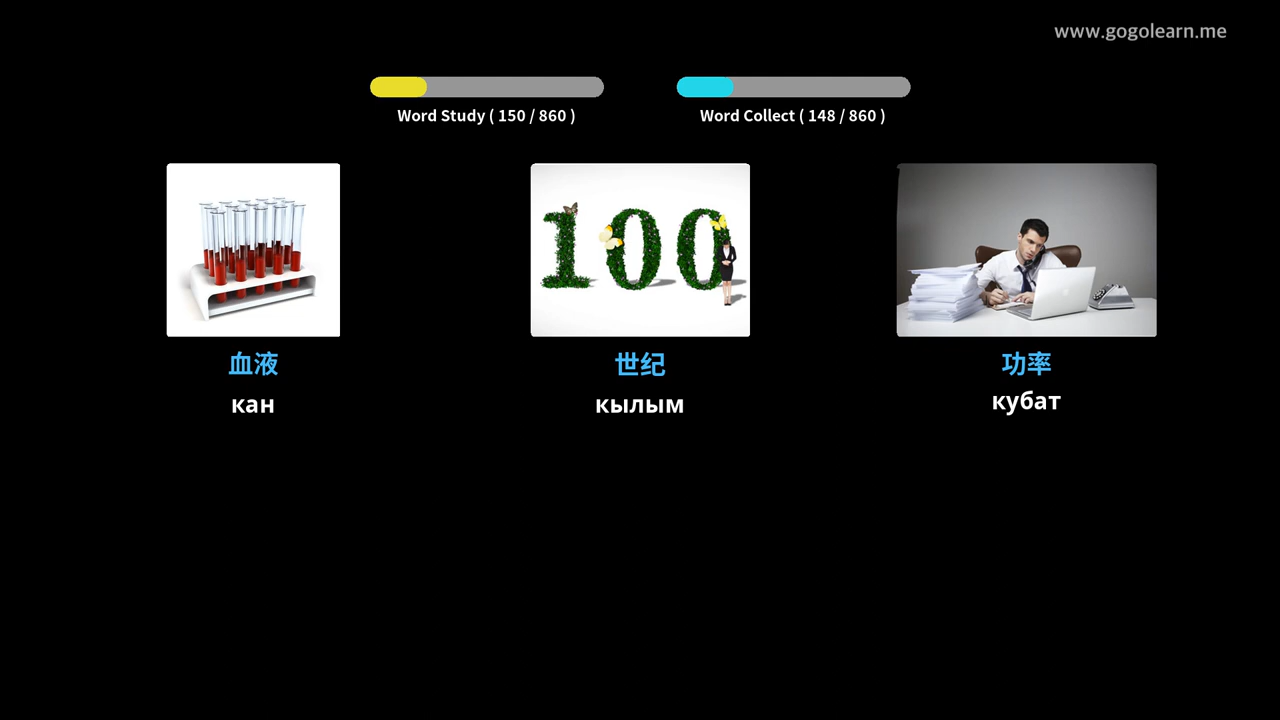 www.gogolearn.me
Word Study ( 150 / 860 )
Word Collect ( 148 / 860 )
血液
кан
世纪
кылым
功率
кубат